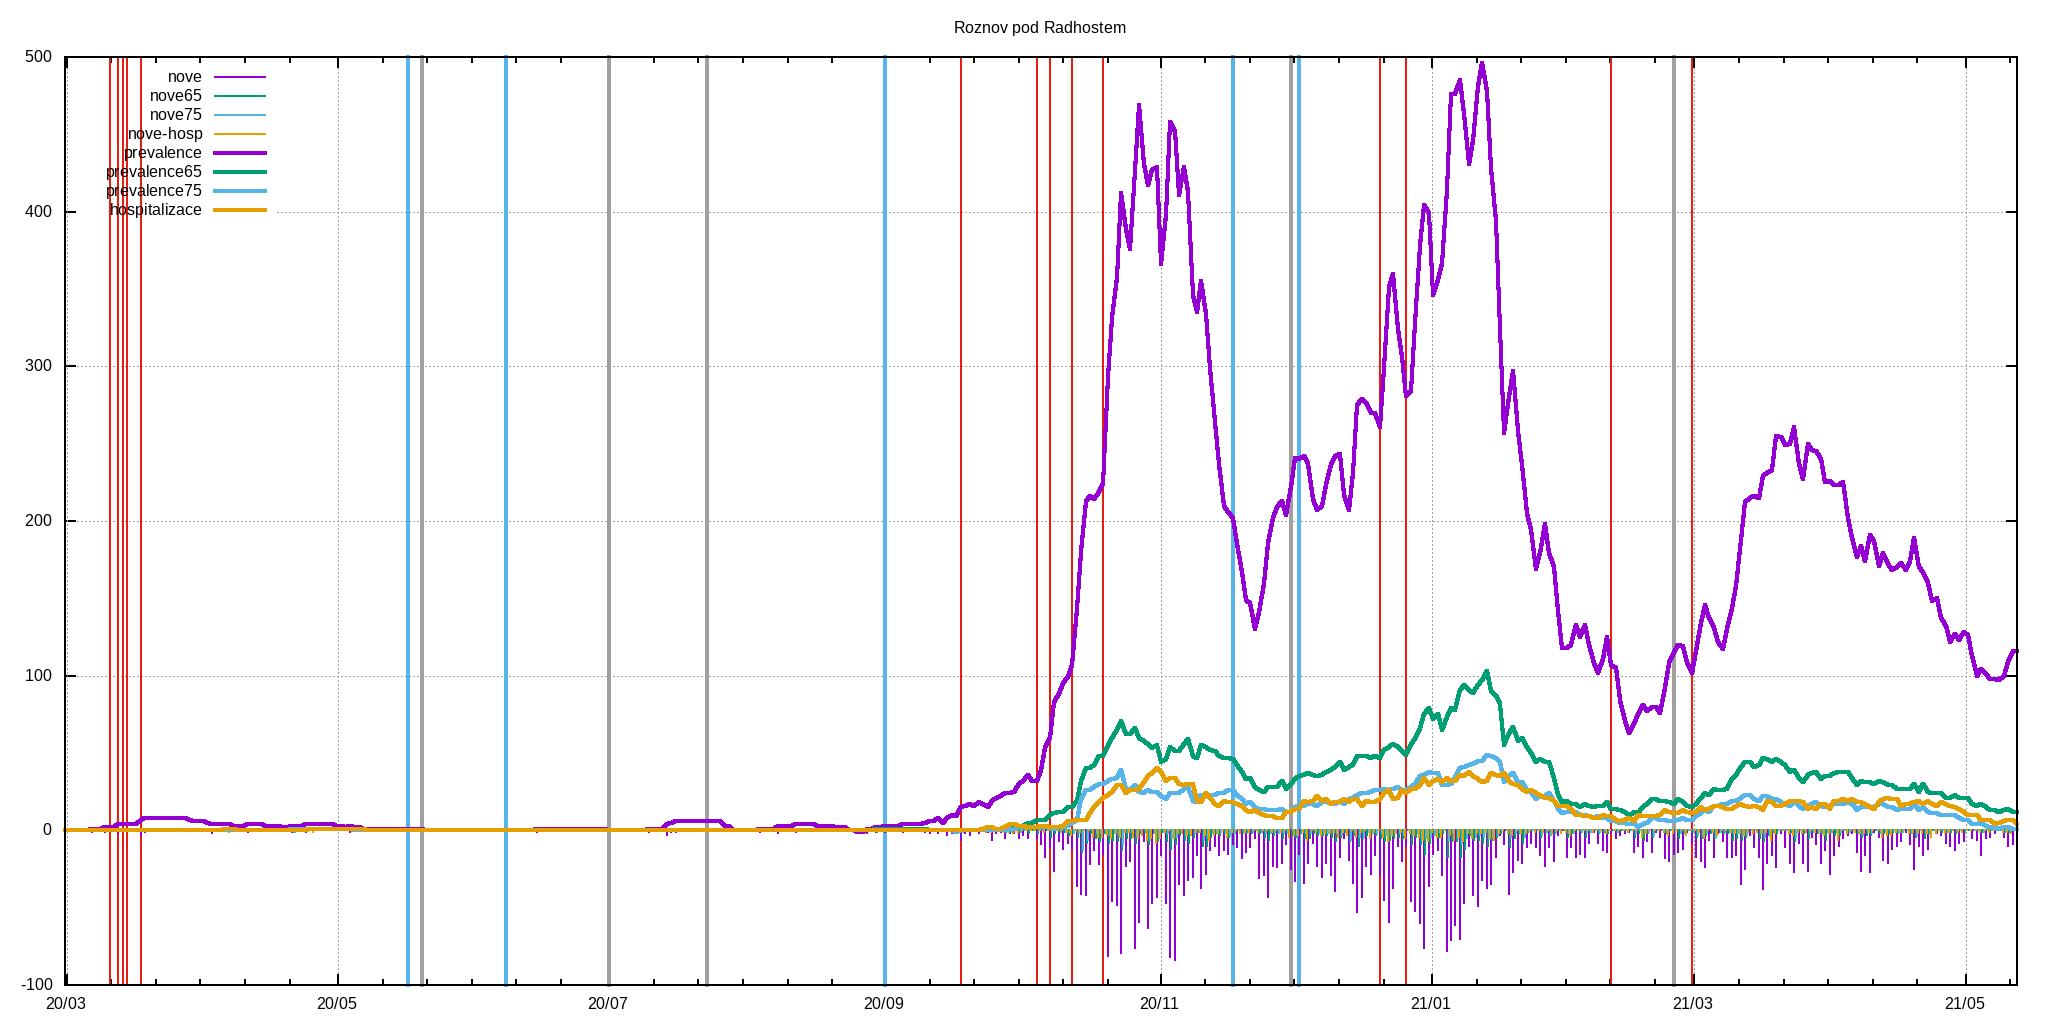 Roznov pod Radhostem
500
400
300
200
100
0
-100
nove
nove65
nove75
nove-hosp
prevalence
prevalence65
prevalence75
hospitalizace
20/03 20/05 20/07 20/09 20/11 21/01 21/03 21/05